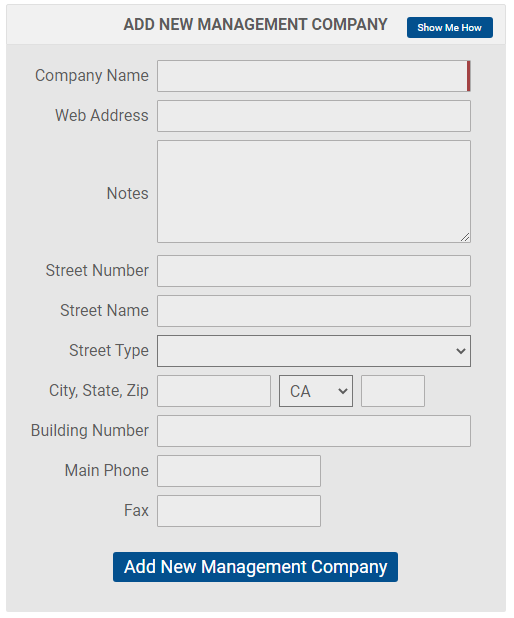 ADD NEW MANAGEMENT COMPANY Show Me How
Company Name
Web Address
Notes
Street Number
Street Name
Street Type
City, State, Zip CA
Building Number
Main Phone
Fax
Add New Management Company